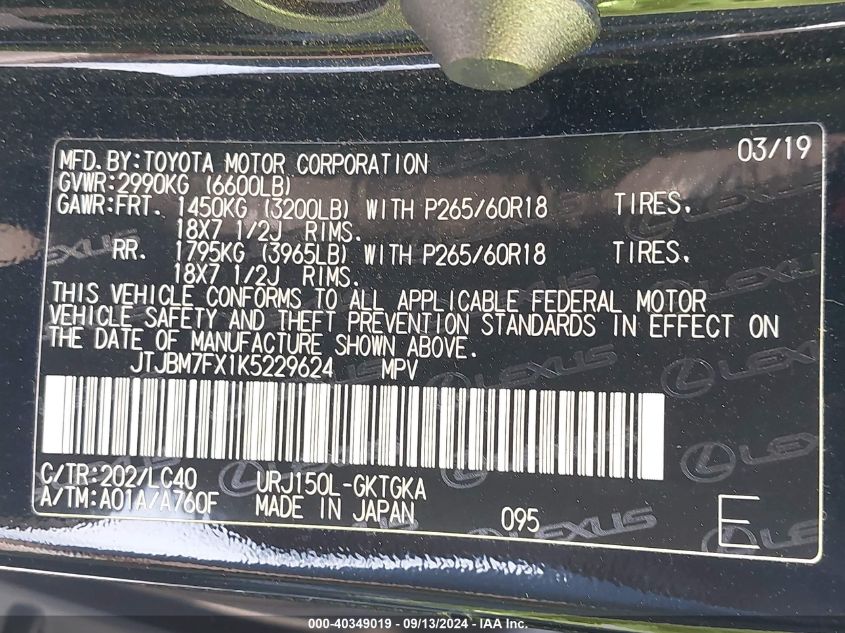 MFD. BY: TOYOTA MOTOR CORPORATION 03/19
GVWR: 2990KG (6600LB)
GAWR: FRT. 1450KG (3200LB) WITH P265/60R18 TIRES.
18X7 1/2J RIMS.
RR. 1795KG (3965LB) WITH P265/60R18 TIRES.
18X7 1/2J RIMS.
THIS VEHICLE CONFORMS TO ALL APPLICABLE FEDERAL MOTOR
VEHICLE SAFETY AND THEFT PREVENTION STANDARDS IN EFFECT ON
THE DATE OF MANUFACTURE SHOWN ABOVE.
JTJBM7FX1K5229624 MPV
LEXUS
C/TR: 202/LC40 URJ150L-GKTGKA
A/TM: A01A/A760F MADE IN JAPAN 095 E
LEXUS
000-40349019 - 09/13/2024 - IAA Inc.